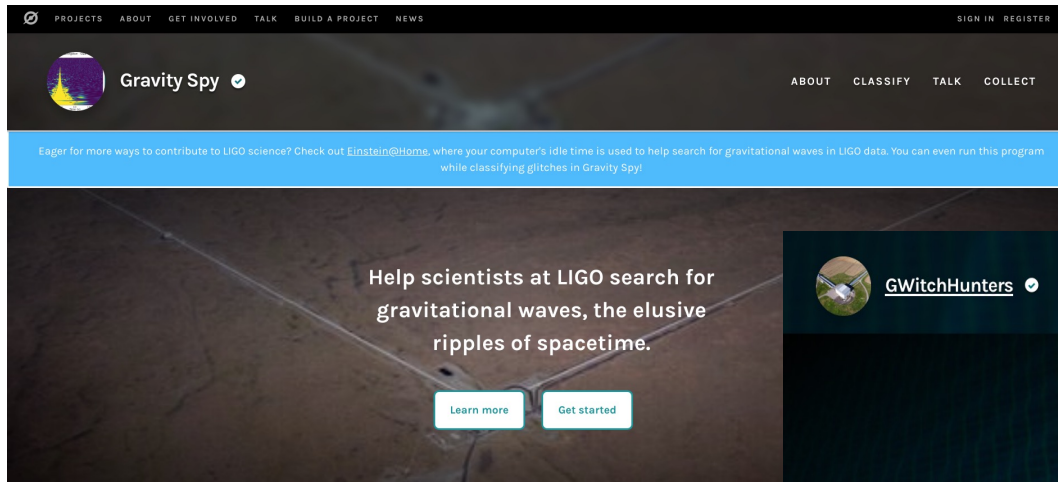 PROJECTS ABOUT GET INVOLVED TALK BUILD A PROJECT NEWS SIGN IN REGISTER
Gravity Spy
ABOUT CLASSIFY TALK COLLECT
Eager for more ways to contribute to LIGO science? Check out Einstein@Home, where your computer's idle time is used to help search for gravitational waves in LIGO data. You can even run this program
while classifying glitches in Gravity Spy!
Help scientists at LIGO search for
gravitational waves, the elusive
ripples of spacetime.
Learn more Get started
GWitchHunters